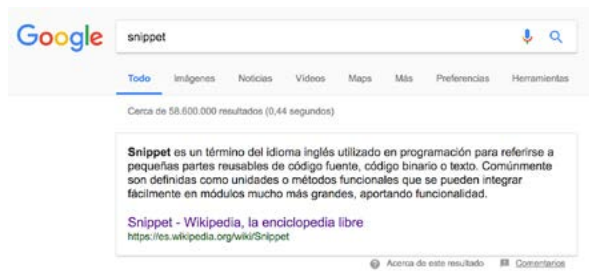 Google
snippet
Todo Imágenes Noticias Vídeos Maps Más Preferencias Herramientas
Cerca de 58.600.000 resultados (0,44 segundos)
Snippet es un término del idioma inglés utilizado en programación para referirse a
pequeñas partes reusables de código fuente, código binario o texto. Comúnmente
son definidas como unidades o métodos funcionales que se pueden integrar
fácilmente en módulos mucho más grandes, aportando funcionalidad.
Snippet - Wikipedia, la enciclopedia libre
https://es.wikipedia.org/wiki/Snippet
Acerca de este resultado Comentarios